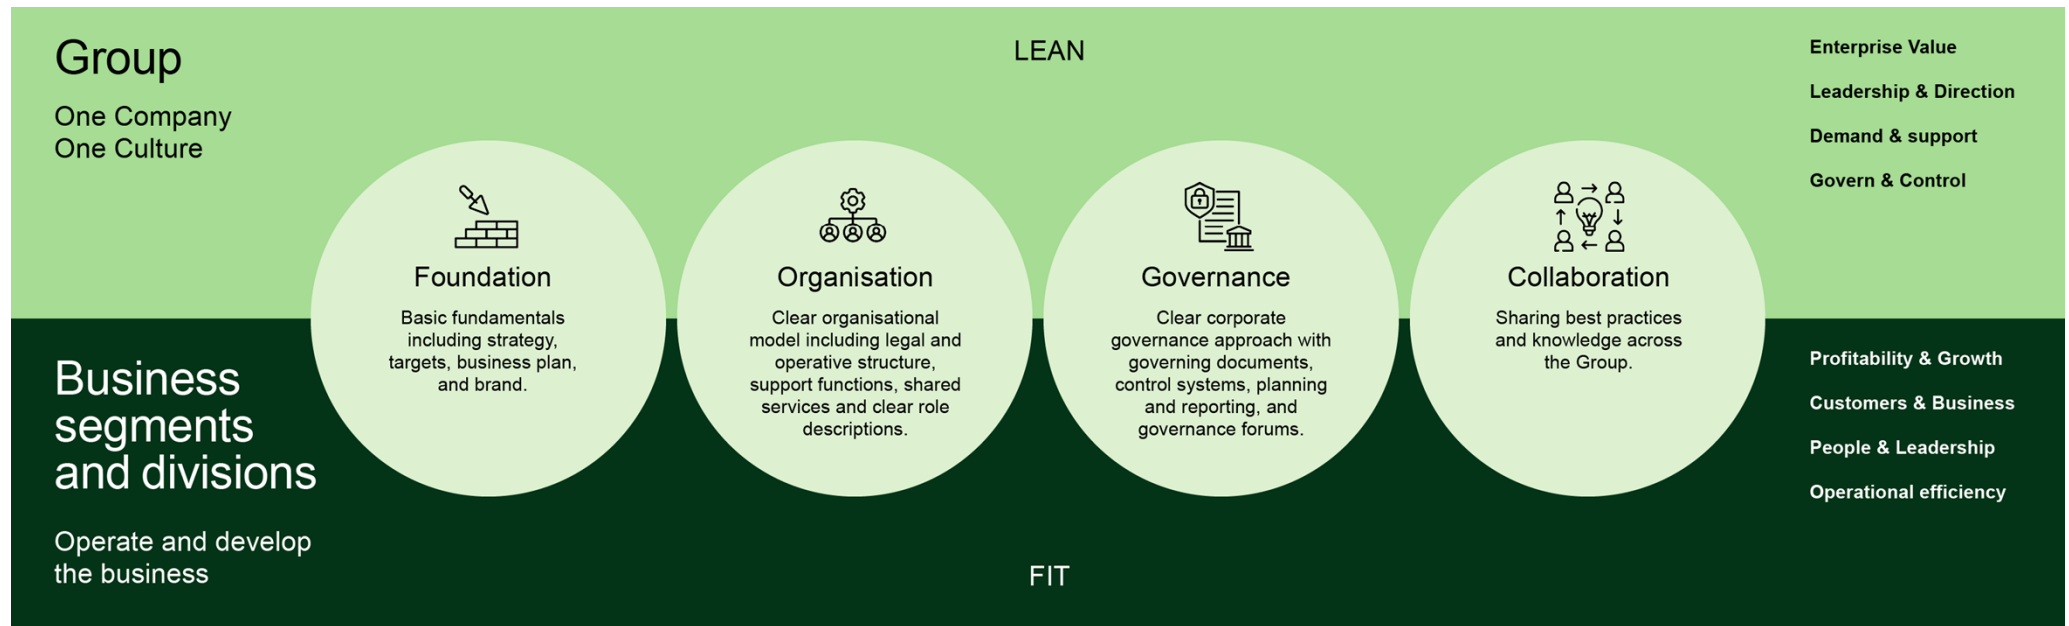 Group
One Company
One Culture
LEAN
Enterprise Value
Leadership & Direction
Demand & support
Govern & Control
Foundation
Basic fundamentals
including strategy,
targets, business plan,
and brand.
Organisation
Clear organisational
model including legal and
operative structure,
support functions, shared
services and clear role
descriptions.
Governance
Clear corporate
governance approach with
governing documents,
control systems, planning
and reporting, and
governance forums.
Collaboration
Sharing best practices
and knowledge across
the Group.
Business
segments
and divisions
Operate and develop
the business
FIT
Profitability & Growth
Customers & Business
People & Leadership
Operational efficiency